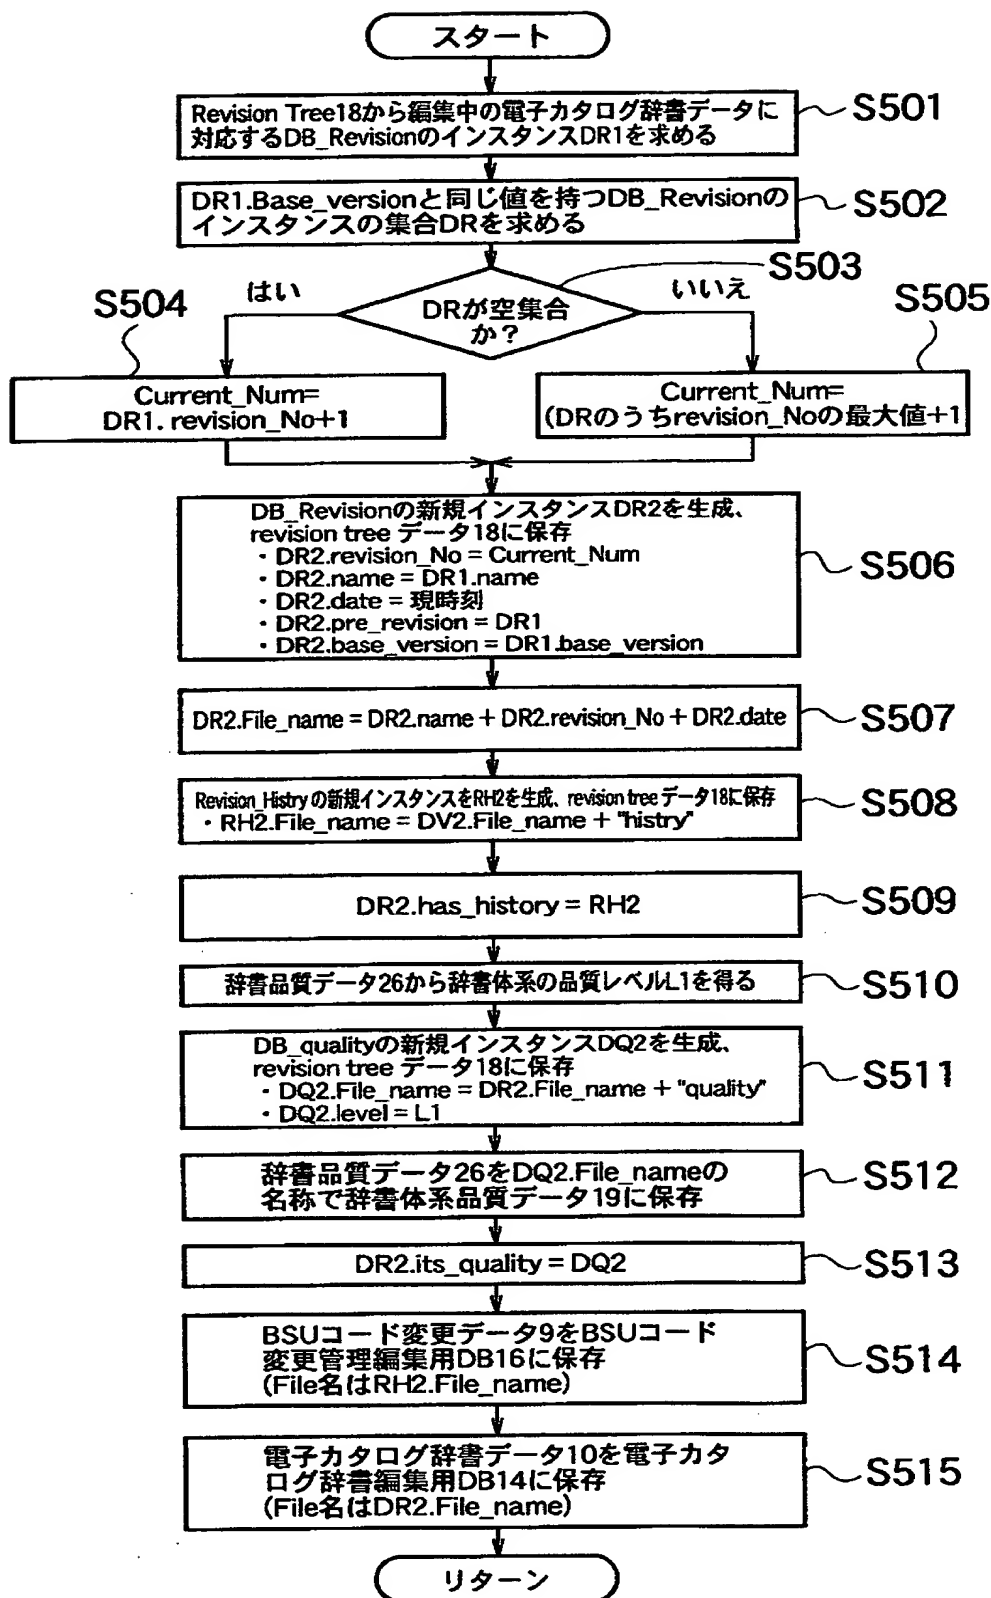 スタート
Revision Tree18から編集中の電子カタログ辞書データに
対応するDB_RevisionのインスタンスDR1を求める
S501
DR1.Base_versionと同じ値を持つDB_Revisionの
インスタンスの集合DRを求める
S502
S503
DRが空集合
か?
はい
いいえ
S504
Current_Num=
DR1. revision_No+1
S505
Current_Num=
(DRのうちrevision_Noの最大値+1
DB_Revisionの新規インスタンスDR2を生成、
revision tree データ18に保存
・DR2.revision_No = Current_Num
・DR2.name = DR1.name
・DR2.date = 現時刻
・DR2.pre_revision = DR1
・DR2.base_version = DR1.base_version
S506
DR2.File_name = DR2.name + DR2.revision_No + DR2.date
S507
Revision_Histryの新規インスタンスをRH2を生成、revision tree データ18に保存
・RH2.File_name = DV2.File_name + "histry"
S508
DR2.has_history = RH2
S509
辞書品質データ26から辞書体系の品質レベルL1を得る
S510
DB_qualityの新規インスタンスDQ2を生成、
revision tree データ18に保存
・DQ2.File_name = DR2.File_name + "quality"
・DQ2.level = L1
S511
辞書品質データ26をDQ2.File_nameの
名称で辞書体系品質データ19に保存
S512
DR2.its_quality = DQ2
S513
BSUコード変更データ9をBSUコード
変更管理編集用DB16に保存
(File名はRH2.File_name)
S514
電子カタログ辞書データ10を電子カタ
ログ辞書編集用DB14に保存
(File名はDR2.File_name)
S515
リターン